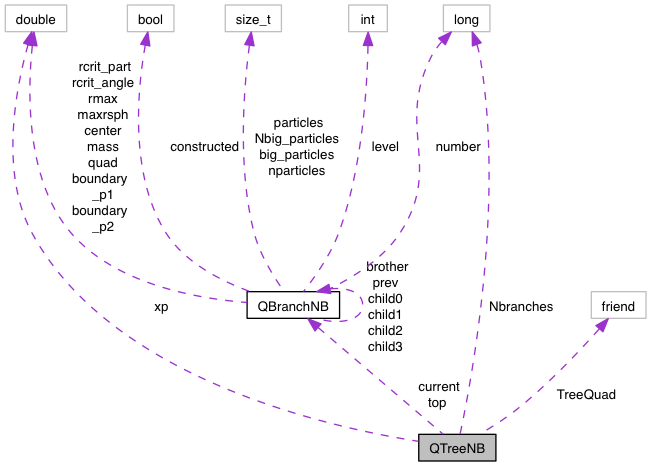 double
bool
size_t
int
long
rcrit_part
rcrit_angle
rmax
maxrsph
center
mass
quad
boundary
_p1
boundary
_p2
constructed
particles
Nbig_particles
big_particles
nparticles
level
number
brother
prev
child0
child1
child2
child3
QBranchNB
xp
Nbranches
friend
current
top
TreeQuad
QTreeNB